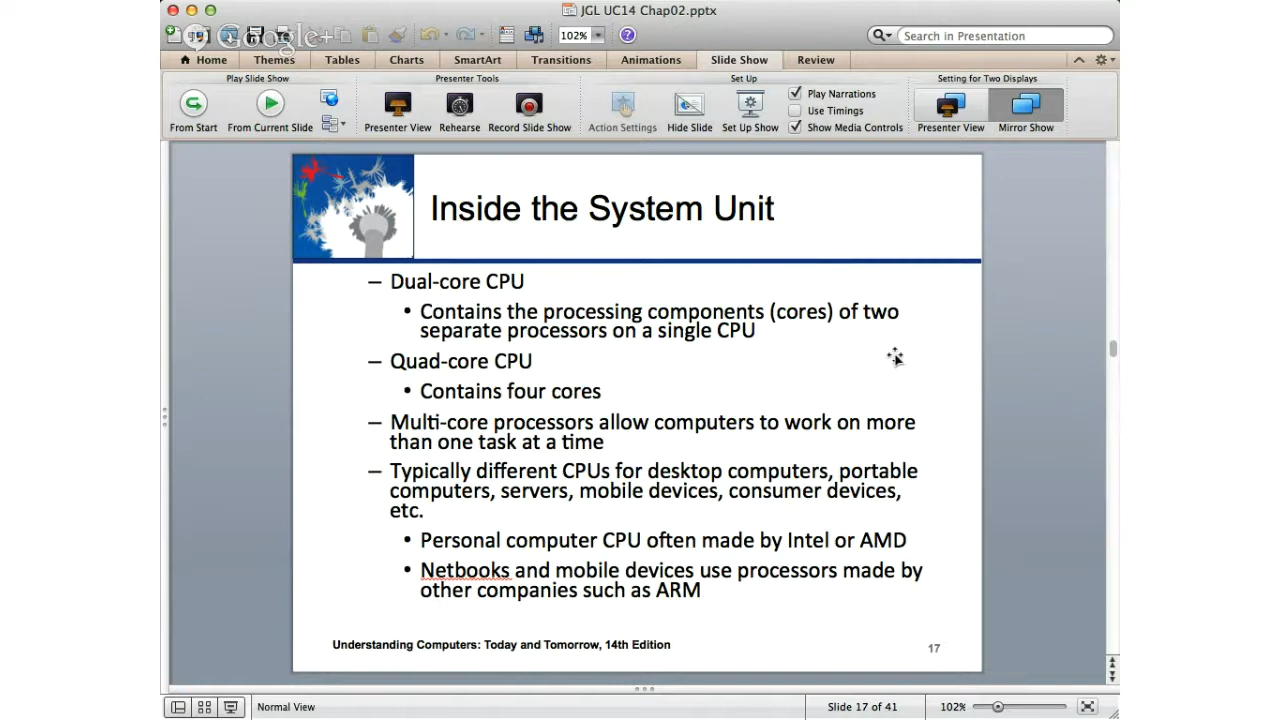 JGL UC14 Chap02.pptx
Google+
102%
Search in Presentation
Home Themes Tables Charts SmartArt Transitions Animations Slide Show Review
Play Slide Show Presenter Tools Set Up Setting for Two Displays
Play Narrations
Use Timings
From Start From Current Slide Presenter View Rehearse Record Slide Show Action Settings Hide Slide Set Up Show Show Media Controls Presenter View Mirror Show
Inside the System Unit
– Dual-core CPU
• Contains the processing components (cores) of two
separate processors on a single CPU
– Quad-core CPU
• Contains four cores
– Multi-core processors allow computers to work on more
than one task at a time
– Typically different CPUs for desktop computers, portable
computers, servers, mobile devices, consumer devices,
etc.
• Personal computer CPU often made by Intel or AMD
• Netbooks and mobile devices use processors made by
other companies such as ARM
Understanding Computers: Today and Tomorrow, 14th Edition
17
Normal View Slide 17 of 41 102%